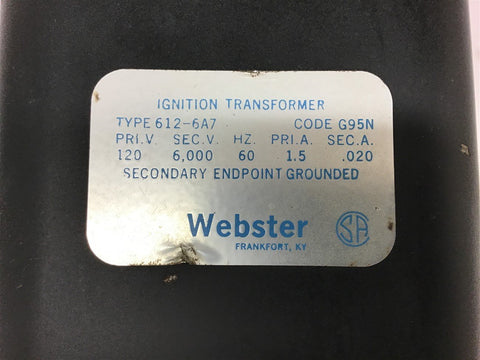 IGNITION TRANSFORMER
TYPE 612-6A7 CODE G95N
PRI.V. SEC.V. HZ. PRI.A. SEC.A.
120 6,000 60 1.5 .020
SECONDARY ENDPOINT GROUNDED
Webster SA
FRANKFORT, KY